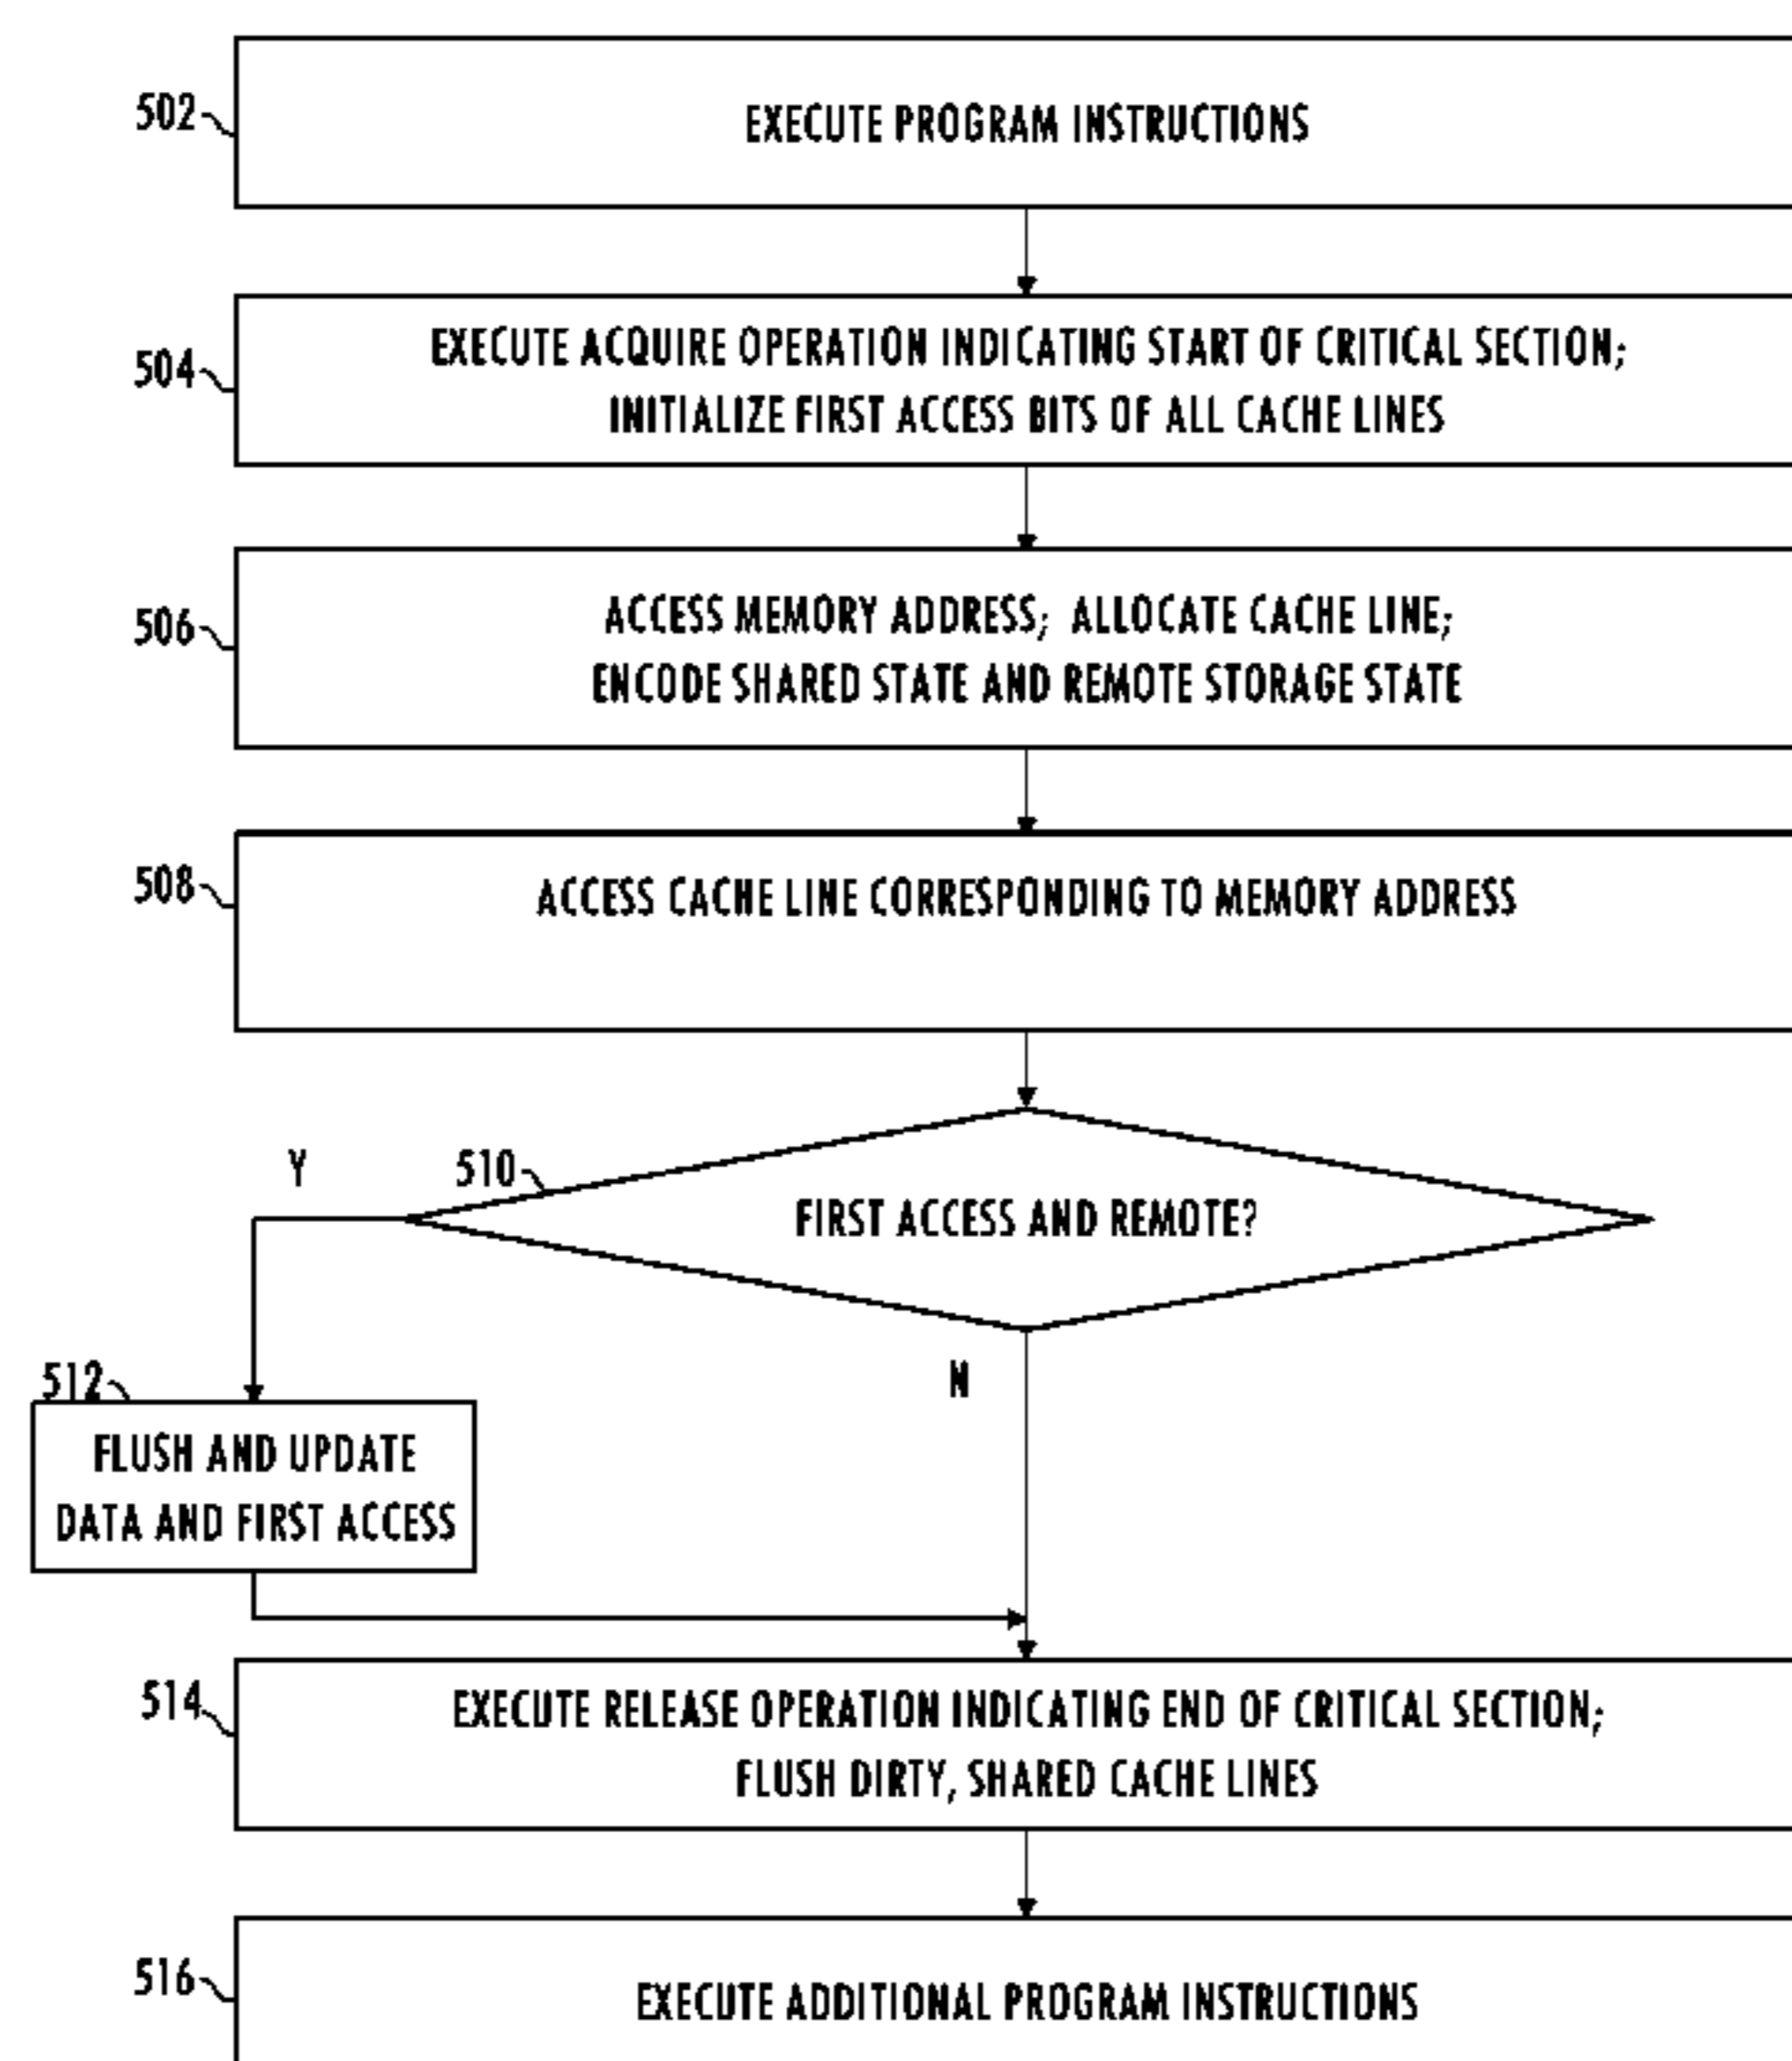 502
EXECUTE PROGRAM INSTRUCTIONS
504
EXECUTE ACQUIRE OPERATION INDICATING START OF CRITICAL SECTION;
INITIALIZE FIRST ACCESS BITS OF ALL CACHE LINES
506
ACCESS MEMORY ADDRESS; ALLOCATE CACHE LINE;
ENCODE SHARED STATE AND REMOTE STORAGE STATE
508
ACCESS CACHE LINE CORRESPONDING TO MEMORY ADDRESS
Y
510
FIRST ACCESS AND REMOTE?
N
512
FLUSH AND UPDATE
DATA AND FIRST ACCESS
514
EXECUTE RELEASE OPERATION INDICATING END OF CRITICAL SECTION;
FLUSH DIRTY, SHARED CACHE LINES
516
EXECUTE ADDITIONAL PROGRAM INSTRUCTIONS